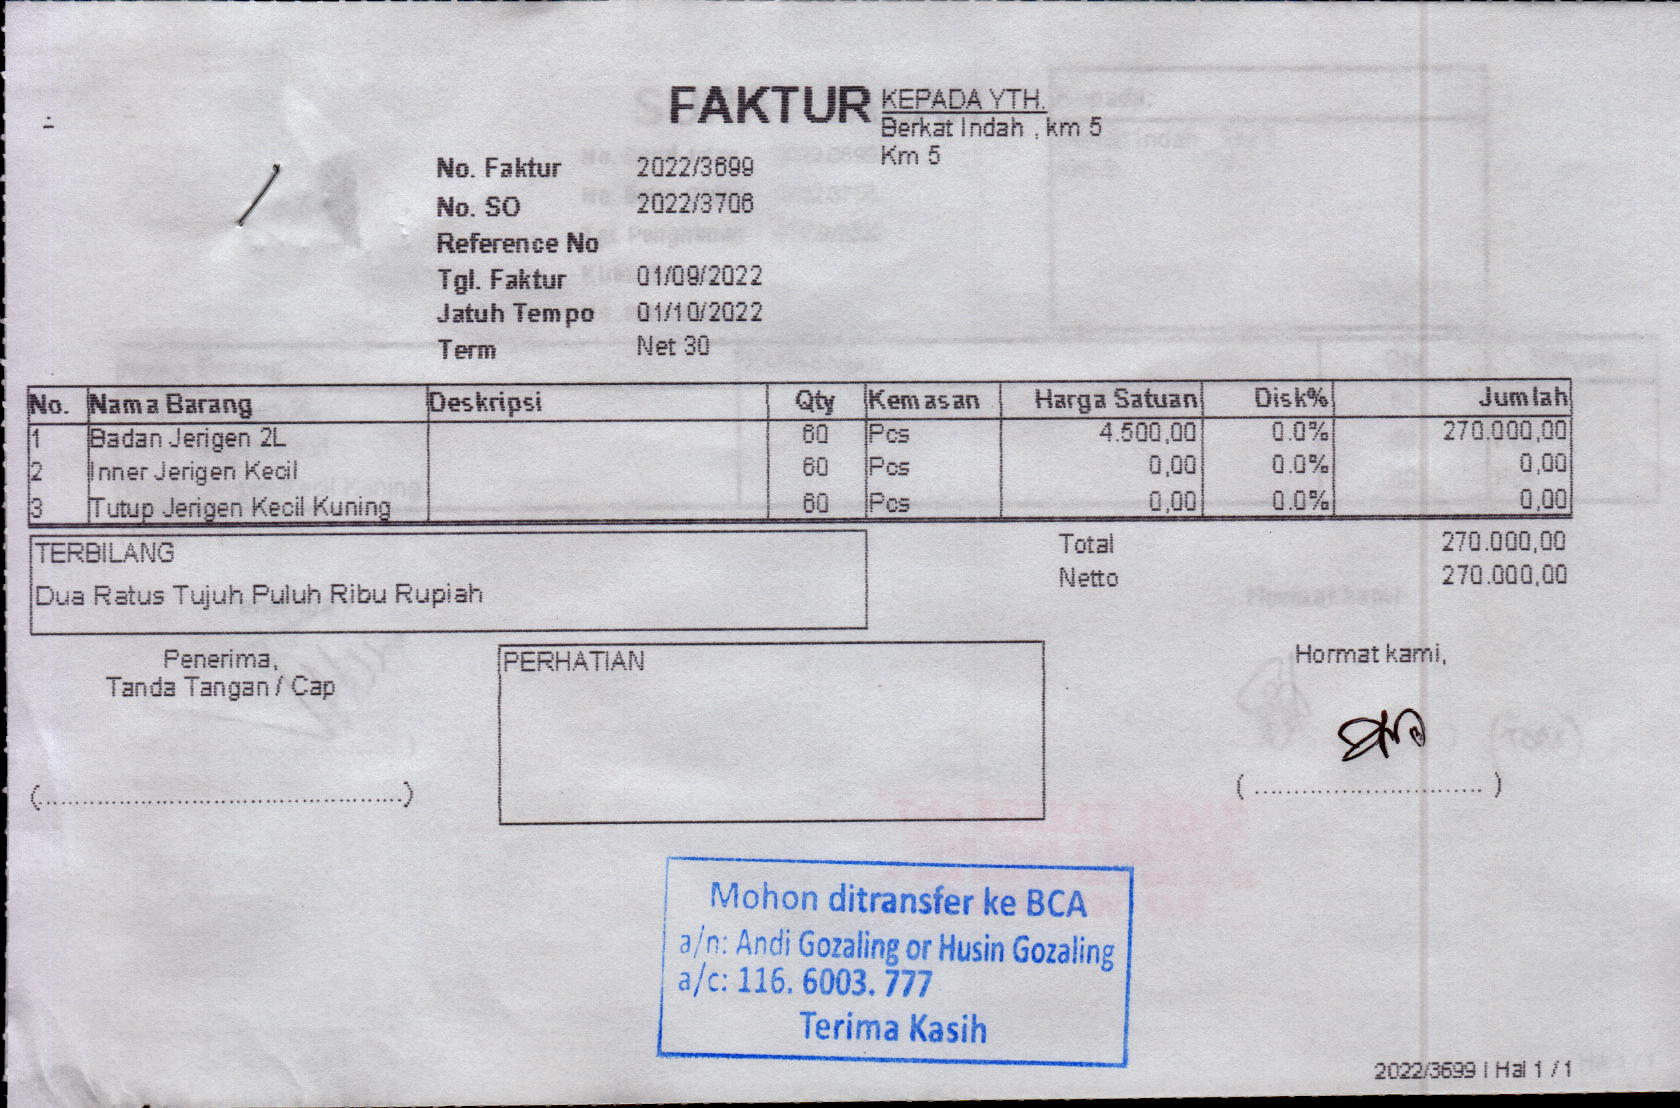 FAKTUR
KEPADA YTH.
Berkat Indah , km 5
Km 5
No. Faktur 2022/3699
No. SO 2022/3706
Reference No
Tgl. Faktur 01/09/2022
Jatuh Tempo 01/10/2022
Term Net 30
No. Nama Barang Deskripsi Qty Kemasan Harga Satuan Disk% Jumlah
1 Badan Jerigen 2L 60 Pcs 4.500,00 0.0% 270.000,00
2 Inner Jerigen Kecil 60 Pcs 0,00 0.0% 0,00
3 Tutup Jerigen Kecil Kuning 60 Pcs 0,00 0.0% 0,00
TERBILANG
Dua Ratus Tujuh Puluh Ribu Rupiah
Total 270.000,00
Netto 270.000,00
Penerima,
Tanda Tangan / Cap
(................................................)
PERHATIAN
Hormat kami,
( .............................. )
Mohon ditransfer ke BCA
a/n: Andi Gozaling or Husin Gozaling
a/c: 116. 6003. 777
Terima Kasih
2022/3699 | Hal 1 / 1